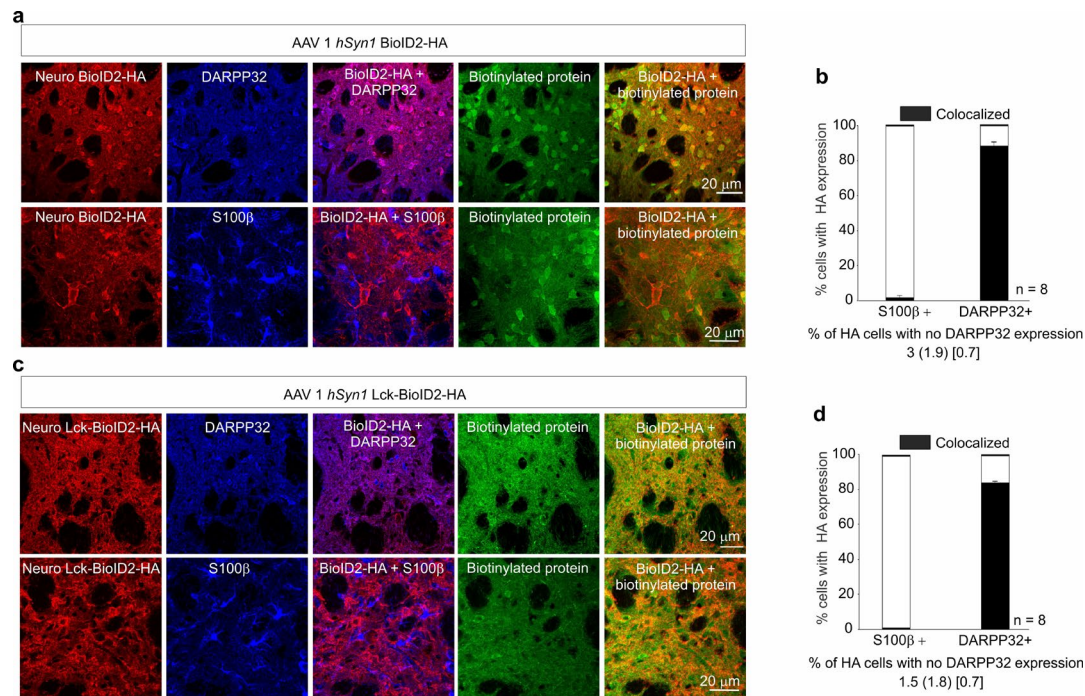 a
AAV 1 hSyn1 BioID2-HA
Neuro BioID2-HA
DARPP32
BioID2-HA +
DARPP32
Biotinylated protein
BioID2-HA +
biotinylated protein
20 μm
Neuro BioID2-HA
S100β
BioID2-HA + S100β
Biotinylated protein
BioID2-HA +
biotinylated protein
20 μm
b
Colocalized
% cells with HA expression
100
80
60
40
20
0
S100β +
DARPP32+
n = 8
% of HA cells with no DARPP32 expression
3 (1.9) [0.7]
c
AAV 1 hSyn1 Lck-BioID2-HA
Neuro Lck-BioID2-HA
DARPP32
BioID2-HA +
DARPP32
Biotinylated protein
BioID2-HA +
biotinylated protein
20 μm
Neuro Lck-BioID2-HA
S100β
BioID2-HA + S100β
Biotinylated protein
BioID2-HA +
biotinylated protein
20 μm
d
Colocalized
% cells with HA expression
100
80
60
40
20
0
S100β +
DARPP32+
n = 8
% of HA cells with no DARPP32 expression
1.5 (1.8) [0.7]